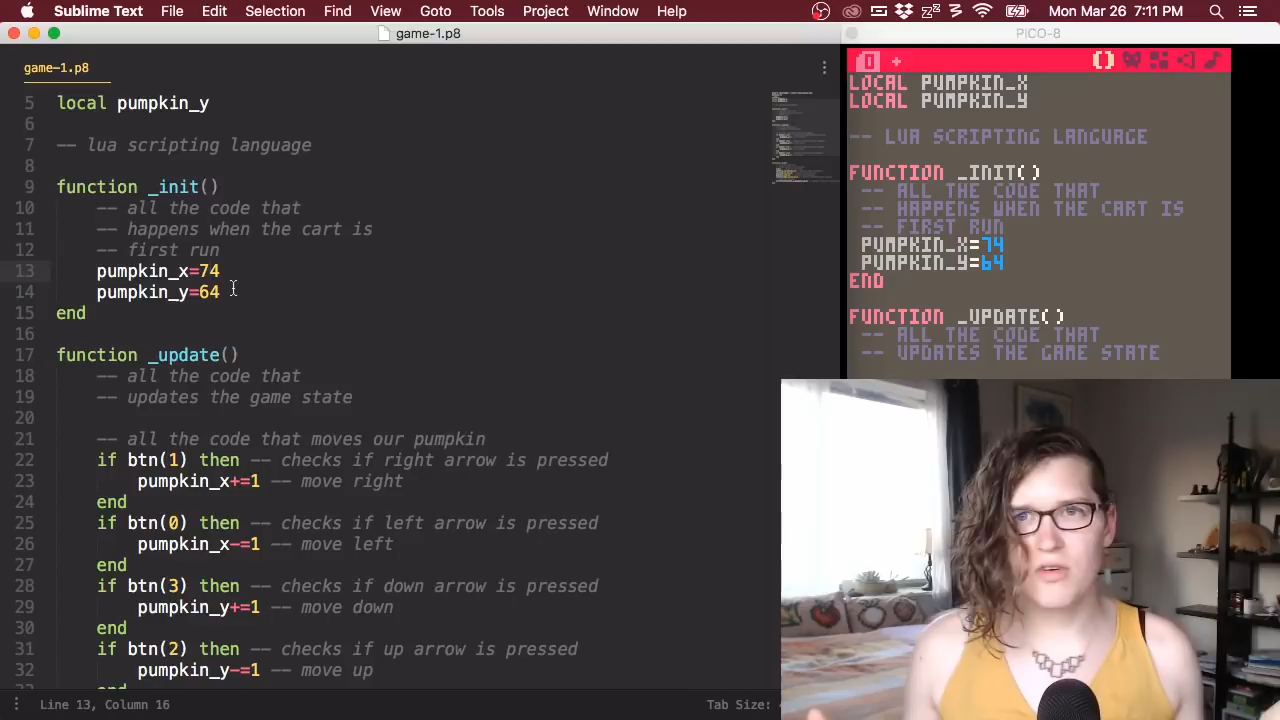 Sublime Text File Edit Selection Find View Goto Tools Project Window Help Mon Mar 26 7:11 PM
game-1.p8
PICO-8
game-1.p8
5 local pumpkin_y
6
7 -- lua scripting language
8
9 function _init()
10 -- all the code that
11 -- happens when the cart is
12 -- first run
13 pumpkin_x=74
14 pumpkin_y=64
15 end
16
17 function _update()
18 -- all the code that
19 -- updates the game state
20
21 -- all the code that moves our pumpkin
22 if btn(1) then -- checks if right arrow is pressed
23 pumpkin_x+=1 -- move right
24 end
25 if btn(0) then -- checks if left arrow is pressed
26 pumpkin_x-=1 -- move left
27 end
28 if btn(3) then -- checks if down arrow is pressed
29 pumpkin_y+=1 -- move down
30 end
31 if btn(2) then -- checks if up arrow is pressed
32 pumpkin_y-=1 -- move up
Line 13, Column 16
Tab Size:
0 +
LOCAL PUMPKIN_X
LOCAL PUMPKIN_Y
-- LUA SCRIPTING LANGUAGE
FUNCTION _INIT()
-- ALL THE CODE THAT
-- HAPPENS WHEN THE CART IS
-- FIRST RUN
PUMPKIN_X=74
PUMPKIN_Y=64
END
FUNCTION _UPDATE()
-- ALL THE CODE THAT
-- UPDATES THE GAME STATE